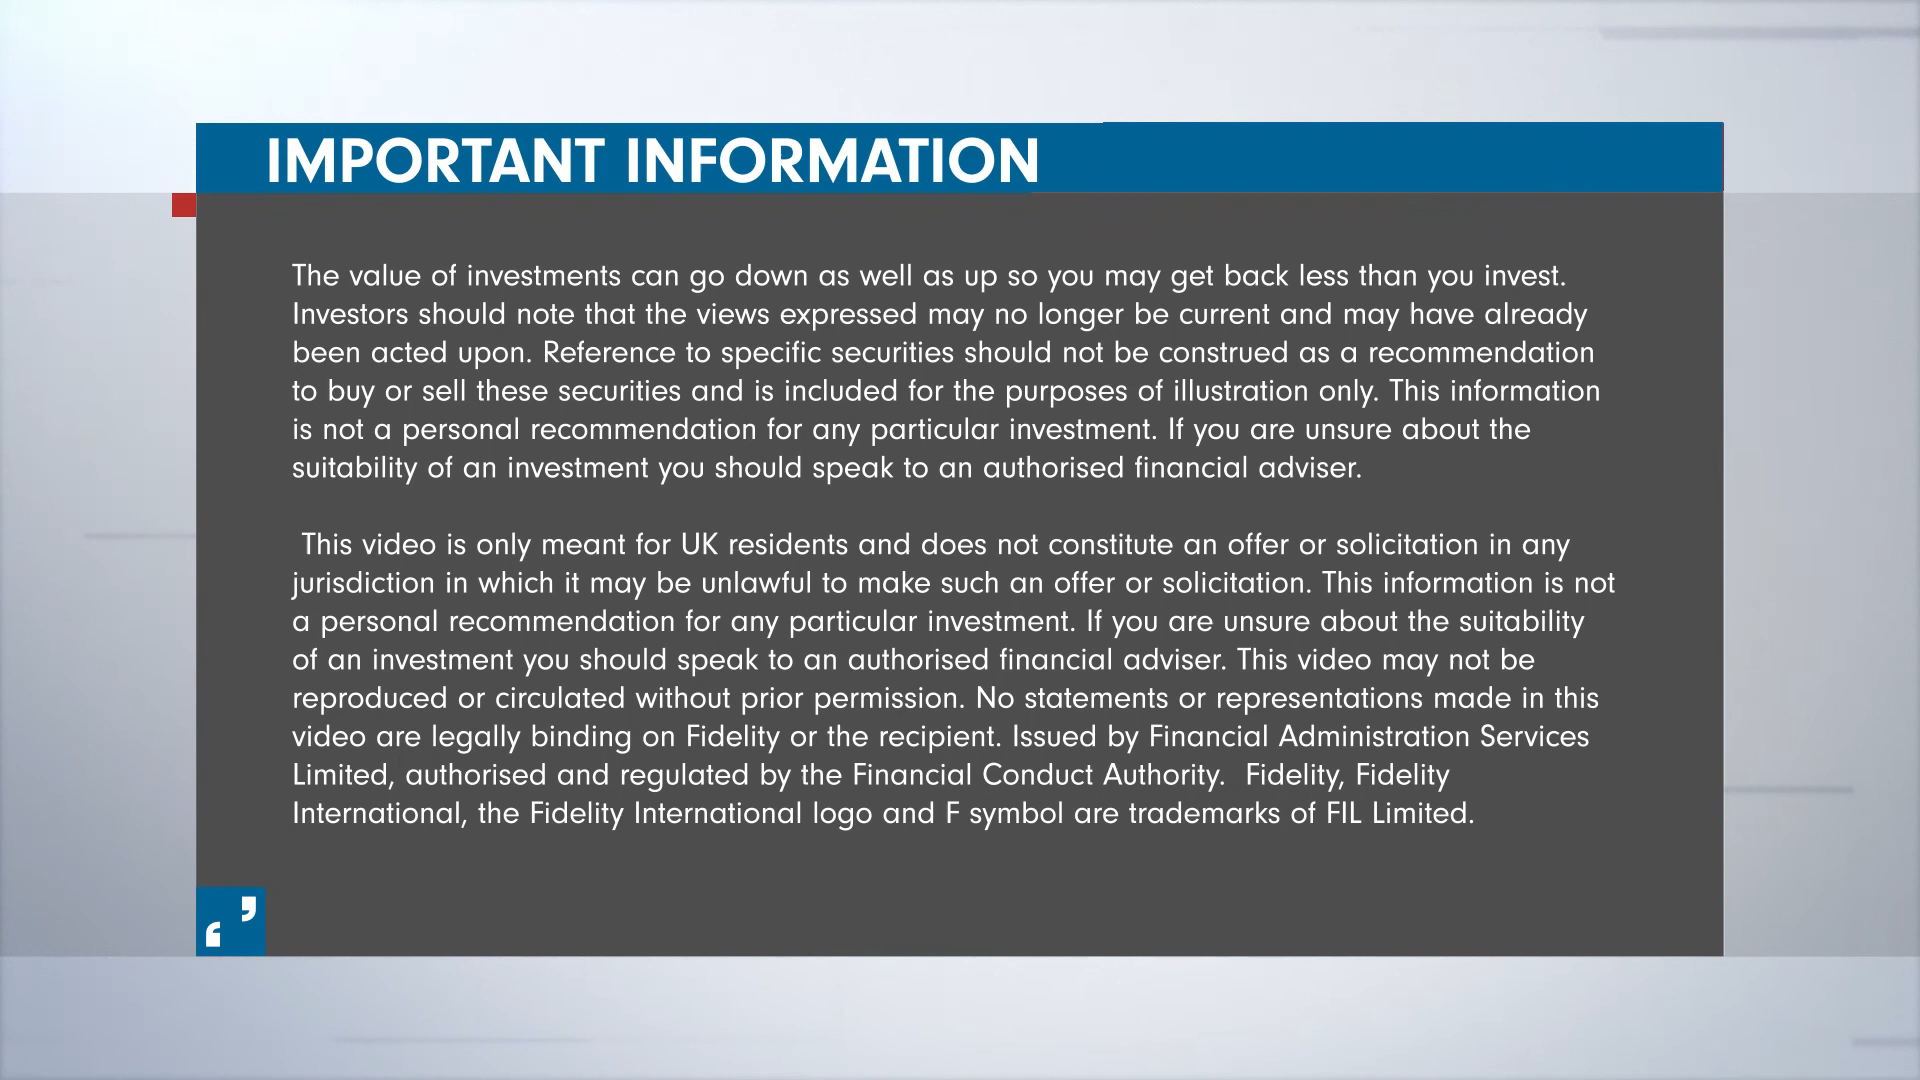 IMPORTANT INFORMATION
The value of investments can go down as well as up so you may get back less than you invest.
Investors should note that the views expressed may no longer be current and may have already
been acted upon. Reference to specific securities should not be construed as a recommendation
to buy or sell these securities and is included for the purposes of illustration only. This information
is not a personal recommendation for any particular investment. If you are unsure about the
suitability of an investment you should speak to an authorised financial adviser.
This video is only meant for UK residents and does not constitute an offer or solicitation in any
jurisdiction in which it may be unlawful to make such an offer or solicitation. This information is not
a personal recommendation for any particular investment. If you are unsure about the suitability
of an investment you should speak to an authorised financial adviser. This video may not be
reproduced or circulated without prior permission. No statements or representations made in this
video are legally binding on Fidelity or the recipient. Issued by Financial Administration Services
Limited, authorised and regulated by the Financial Conduct Authority.  Fidelity, Fidelity
International, the Fidelity International logo and F symbol are trademarks of FIL Limited.